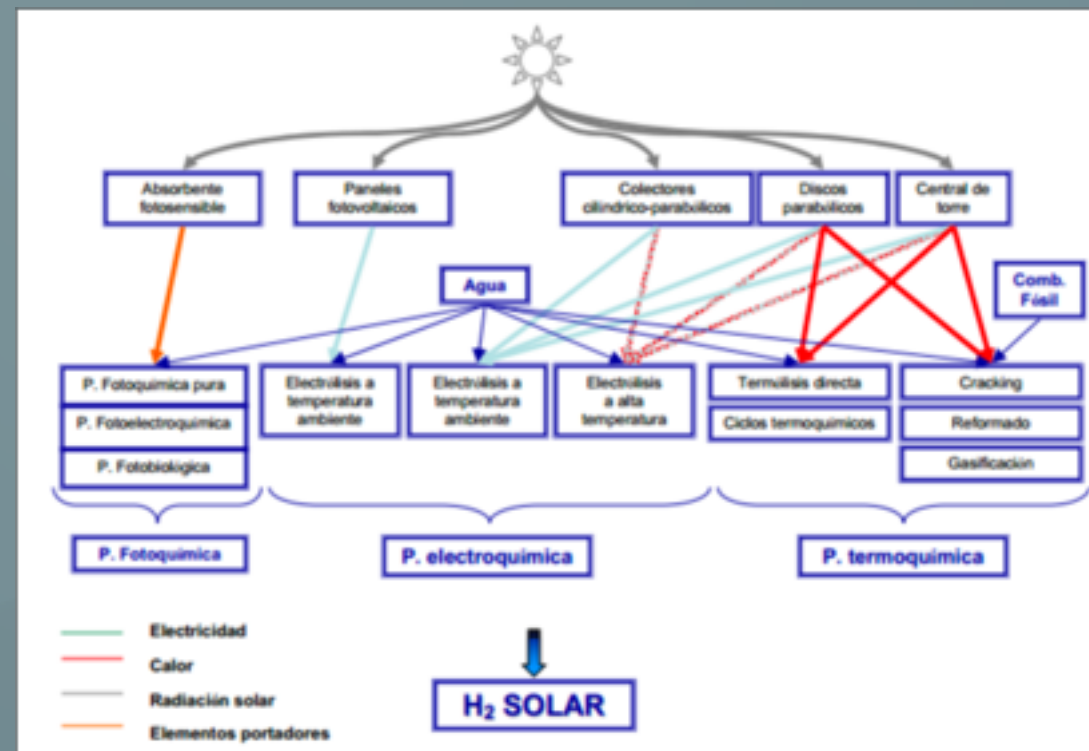 Absorbente
fotosensible
Paneles
fotovoltaicos
Colectores
cilíndrico-parabólicos
Discos
parabólicos
Central de
torre
Agua
Comb.
Fósil
P. Fotoquímica pura
P. Fotoelectroquímica
P. Fotobiológica
Electrólisis a
temperatura
ambiente
Electrólisis a
temperatura
ambiente
Electrólisis
a alta
temperatura
Termólisis directa
Ciclos termoquímicos
Cracking
Reformado
Gasificación
P. Fotoquímica
P. electroquímica
P. termoquímica
Electricidad
Calor
Radiación solar
Elementos portadores
H₂ SOLAR